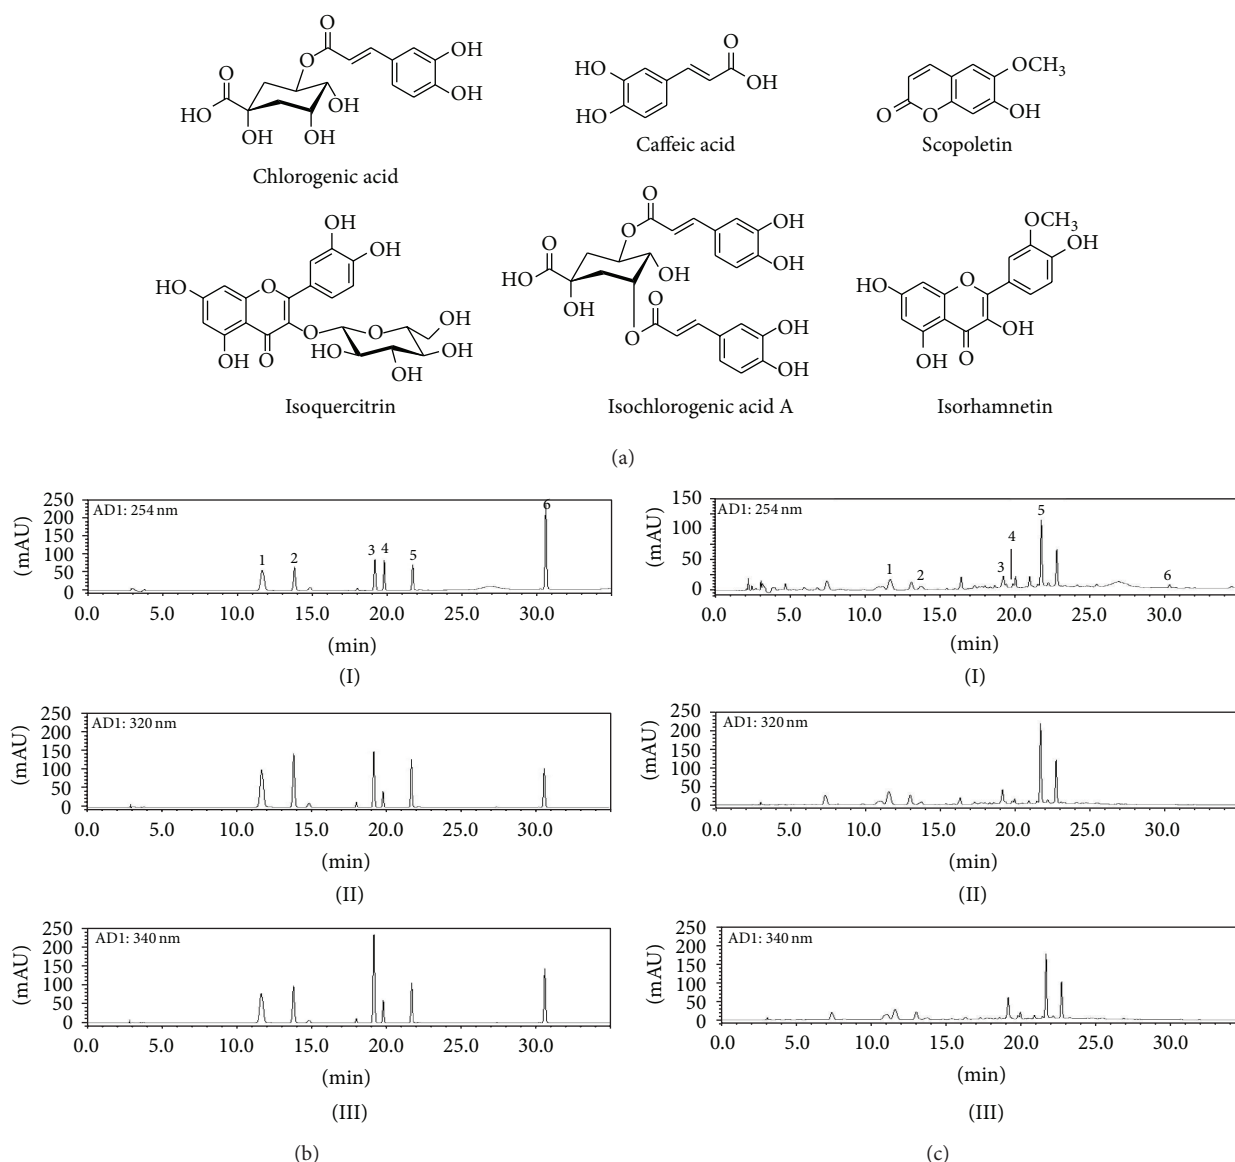 O
O
OH
OH
O
HO
OH
OH
OH
OH
Chlorogenic acid
HO
HO
O
OH
Caffeic acid
O
O
OCH3
OH
Scopoletin
OH
OH
HO
O
OH
O
O
O
HO
OH
OH
OH
Isoquercitrin
O
O
OH
OH
O
HO
OH
OH
O
O
OH
OH
Isochlorogenic acid A
OCH3
OH
HO
O
OH
O
OH
Isorhamnetin
(a)
250
200
150
100
50
0
(mAU)
AD1: 254 nm
1
2
3
4
5
6
0.0 5.0 10.0 15.0 20.0 25.0 30.0
(min)
(I)
250
200
150
100
50
0
(mAU)
AD1: 320 nm
0.0 5.0 10.0 15.0 20.0 25.0 30.0
(min)
(II)
250
200
150
100
50
0
(mAU)
AD1: 340 nm
0.0 5.0 10.0 15.0 20.0 25.0 30.0
(min)
(III)
(b)
150
100
50
0
(mAU)
AD1: 254 nm
1
2
3
4
5
6
0.0 5.0 10.0 15.0 20.0 25.0 30.0
(min)
(I)
250
200
150
100
50
0
(mAU)
AD1: 320 nm
0.0 5.0 10.0 15.0 20.0 25.0 30.0
(min)
(II)
250
200
150
100
50
0
(mAU)
AD1: 340 nm
0.0 5.0 10.0 15.0 20.0 25.0 30.0
(min)
(III)
(c)